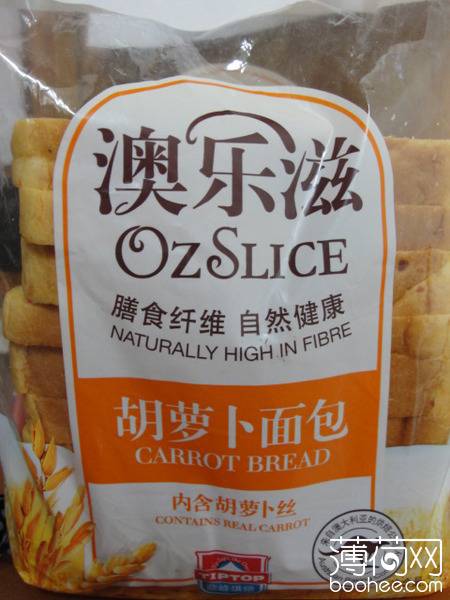 澳乐滋
OZSLICE
膳食纤维 自然健康
NATURALLY HIGH IN FIBRE
胡萝卜面包
CARROT BREAD
内含胡萝卜丝
CONTAINS REAL CARROT
TIPTOP
薄荷网
boohee.com